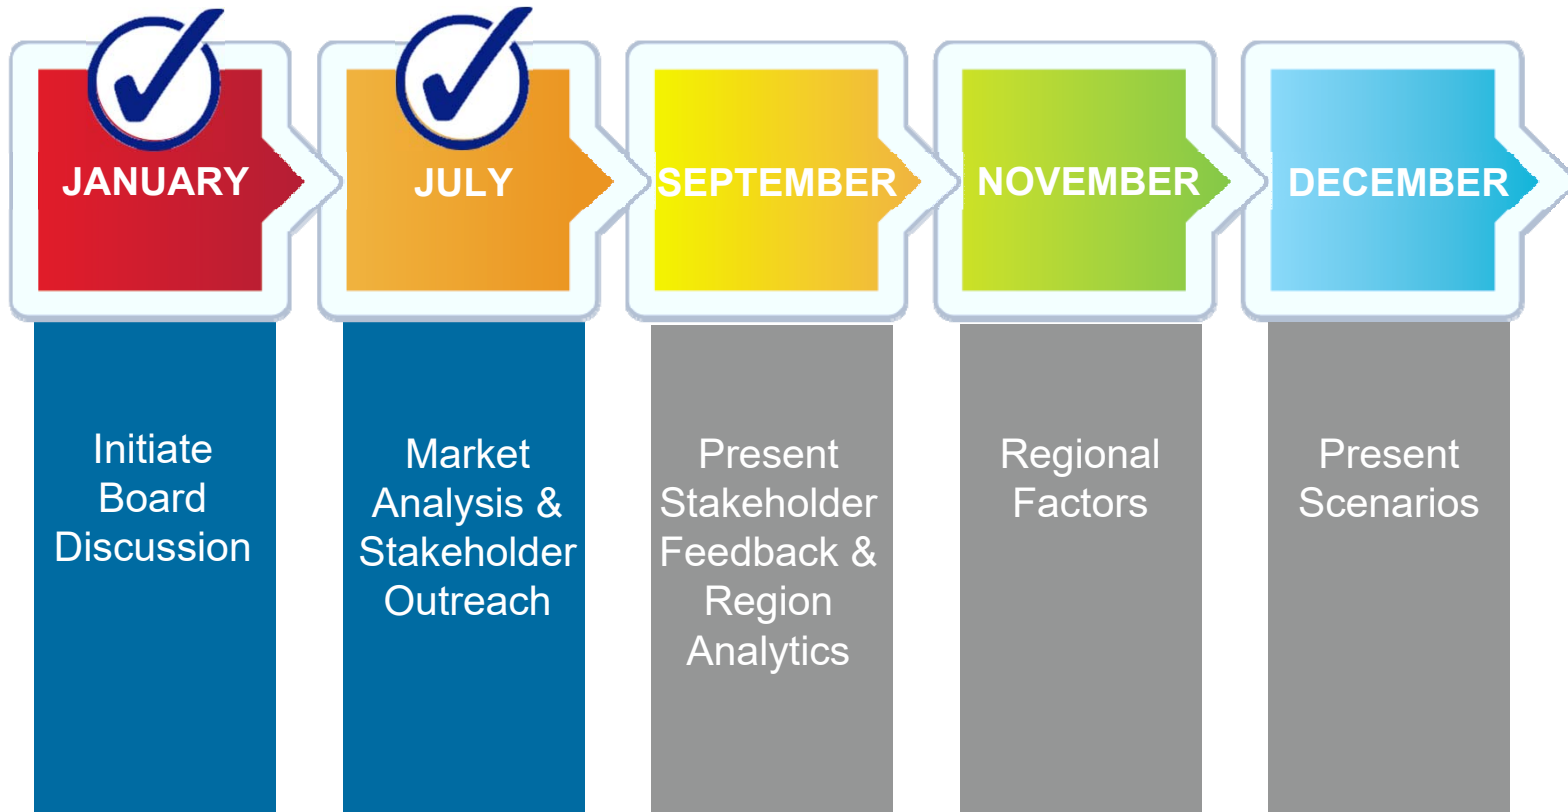 JANUARY
JULY
SEPTEMBER
NOVEMBER
DECEMBER
Initiate
Board
Discussion
Market
Analysis &
Stakeholder
Outreach
Present
Stakeholder
Feedback &
Region
Analytics
Regional
Factors
Present
Scenarios